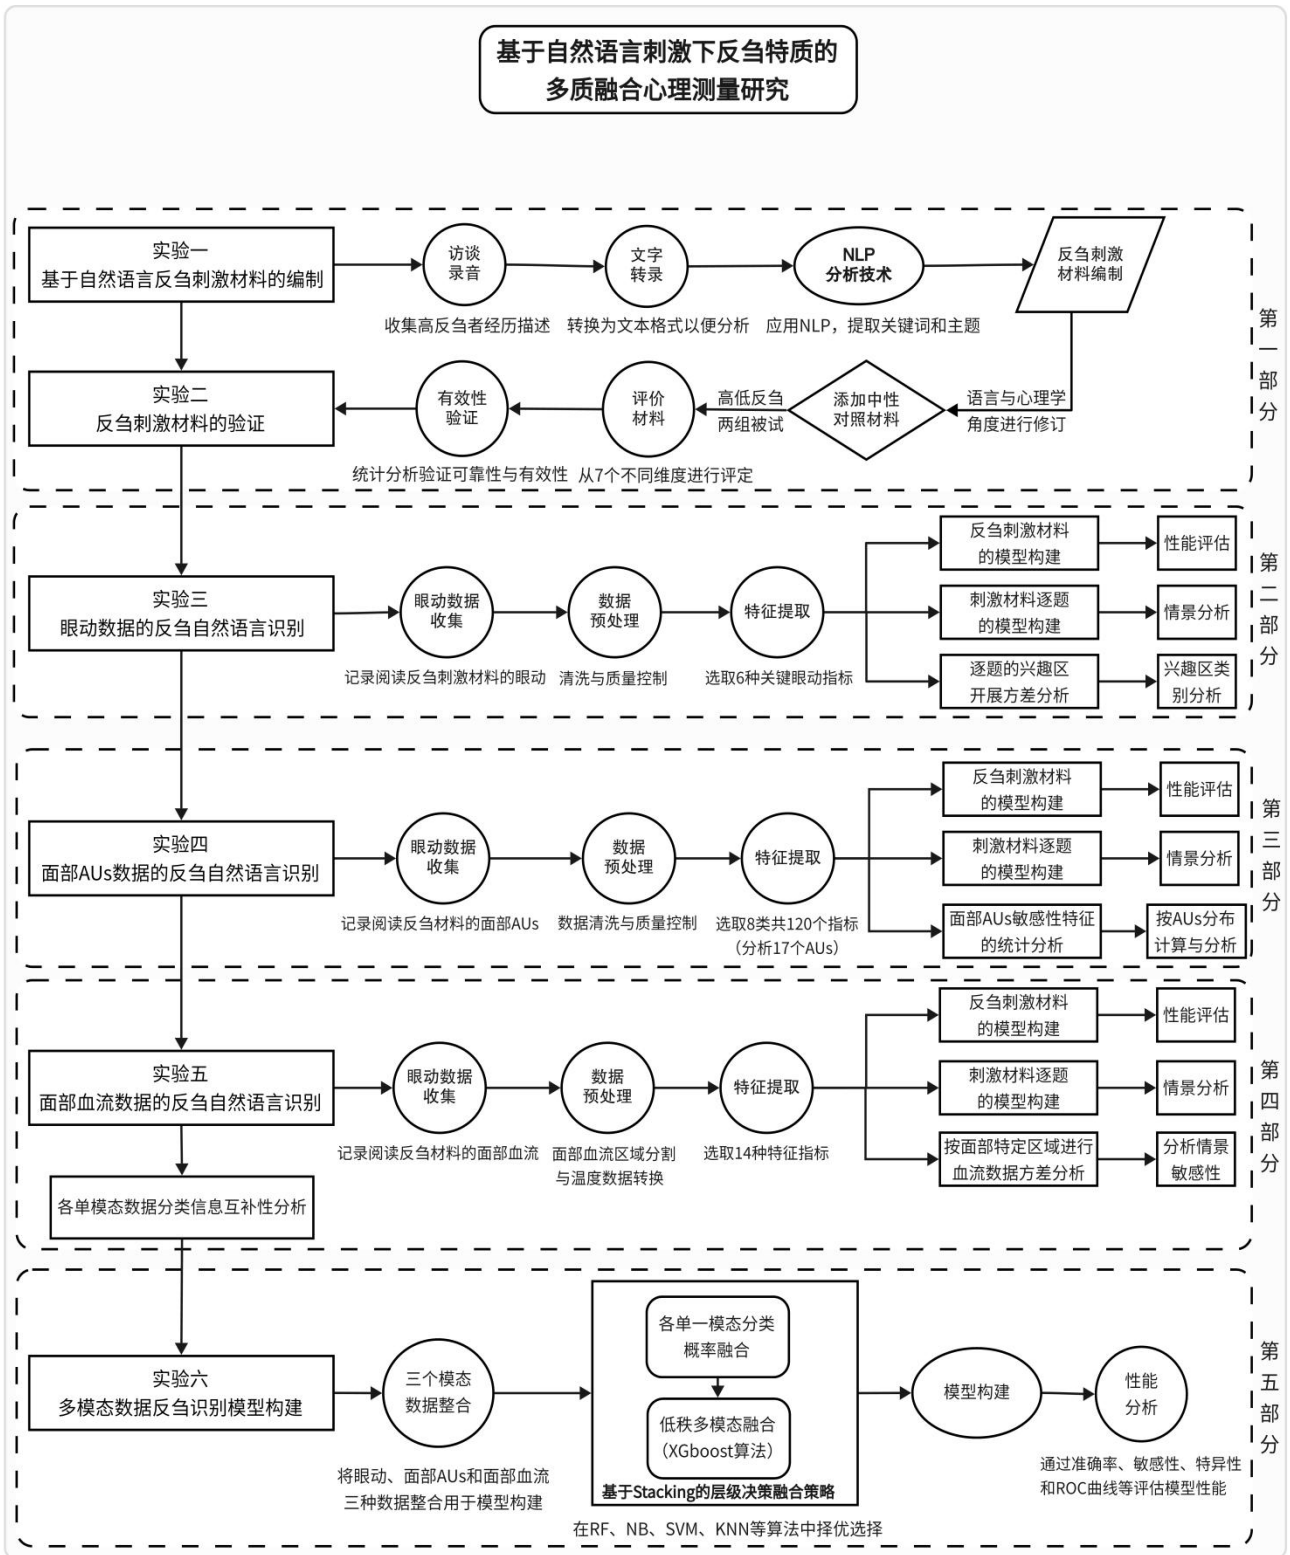 基于自然语言刺激下反刍特质的
多质融合心理测量研究
实验一
基于自然语言反刍刺激材料的编制
访谈
录音
文字
转录
NLP
分析技术
反刍刺激
材料编制
收集高反刍者经历描述
转换为文本格式以便分析
应用NLP，提取关键词和主题
第一部分
实验二
反刍刺激材料的验证
有效性
验证
评价
材料
高低反刍
两组被试
添加中性
对照材料
语言与心理学
角度进行修订
统计分析验证可靠性与有效性
从7个不同维度进行评定
实验三
眼动数据的反刍自然语言识别
眼动数据
收集
数据
预处理
特征提取
记录阅读反刍刺激材料的眼动
清洗与质量控制
选取6种关键眼动指标
反刍刺激材料
的模型构建
性能评估
刺激材料逐题
的模型构建
情景分析
逐题的兴趣区
开展方差分析
兴趣区类
别分析
第二部分
实验四
面部AUs数据的反刍自然语言识别
眼动数据
收集
数据
预处理
特征提取
记录阅读反刍材料的面部AUs
数据清洗与质量控制
选取8类共120个指标
（分析17个AUs）
反刍刺激材料
的模型构建
性能评估
刺激材料逐题
的模型构建
情景分析
面部AUs敏感性特征
的统计分析
按AUs分布
计算与分析
第三部分
实验五
面部血流数据的反刍自然语言识别
眼动数据
收集
数据
预处理
特征提取
记录阅读反刍材料的面部血流
面部血流区域分割
与温度数据转换
选取14种特征指标
反刍刺激材料
的模型构建
性能评估
刺激材料逐题
的模型构建
情景分析
按面部特定区域进行
血流数据方差分析
分析情景
敏感性
第四部分
各单模态数据分类信息互补性分析
实验六
多模态数据反刍识别模型构建
三个模态
数据整合
将眼动、面部AUs和面部血流
三种数据整合用于模型构建
各单一模态分类
概率融合
低秩多模态融合
（XGboost算法）
基于Stacking的层级决策融合策略
在RF、NB、SVM、KNN等算法中择优选择
模型构建
性能
分析
通过准确率、敏感性、特异性
和ROC曲线等评估模型性能
第五部分